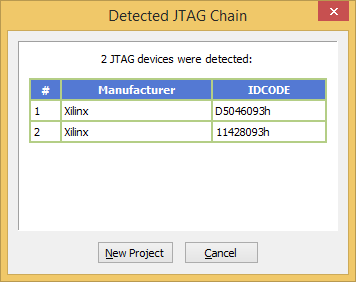 Detected JTAG Chain
2 JTAG devices were detected:
# Manufacturer IDCODE
1 Xilinx D5046093h
2 Xilinx 11428093h
New Project Cancel